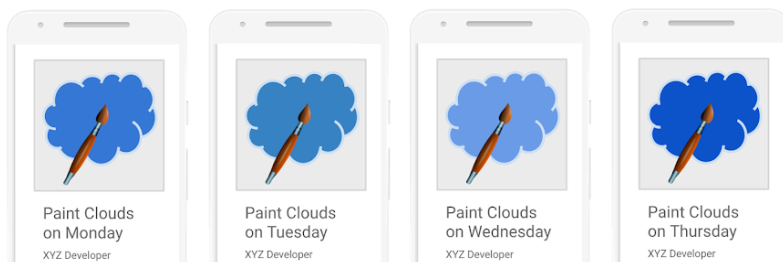 Paint Clouds
on Monday
XYZ Developer
Paint Clouds
on Tuesday
XYZ Developer
Paint Clouds
on Wednesday
XYZ Developer
Paint Clouds
on Thursday
XYZ Developer